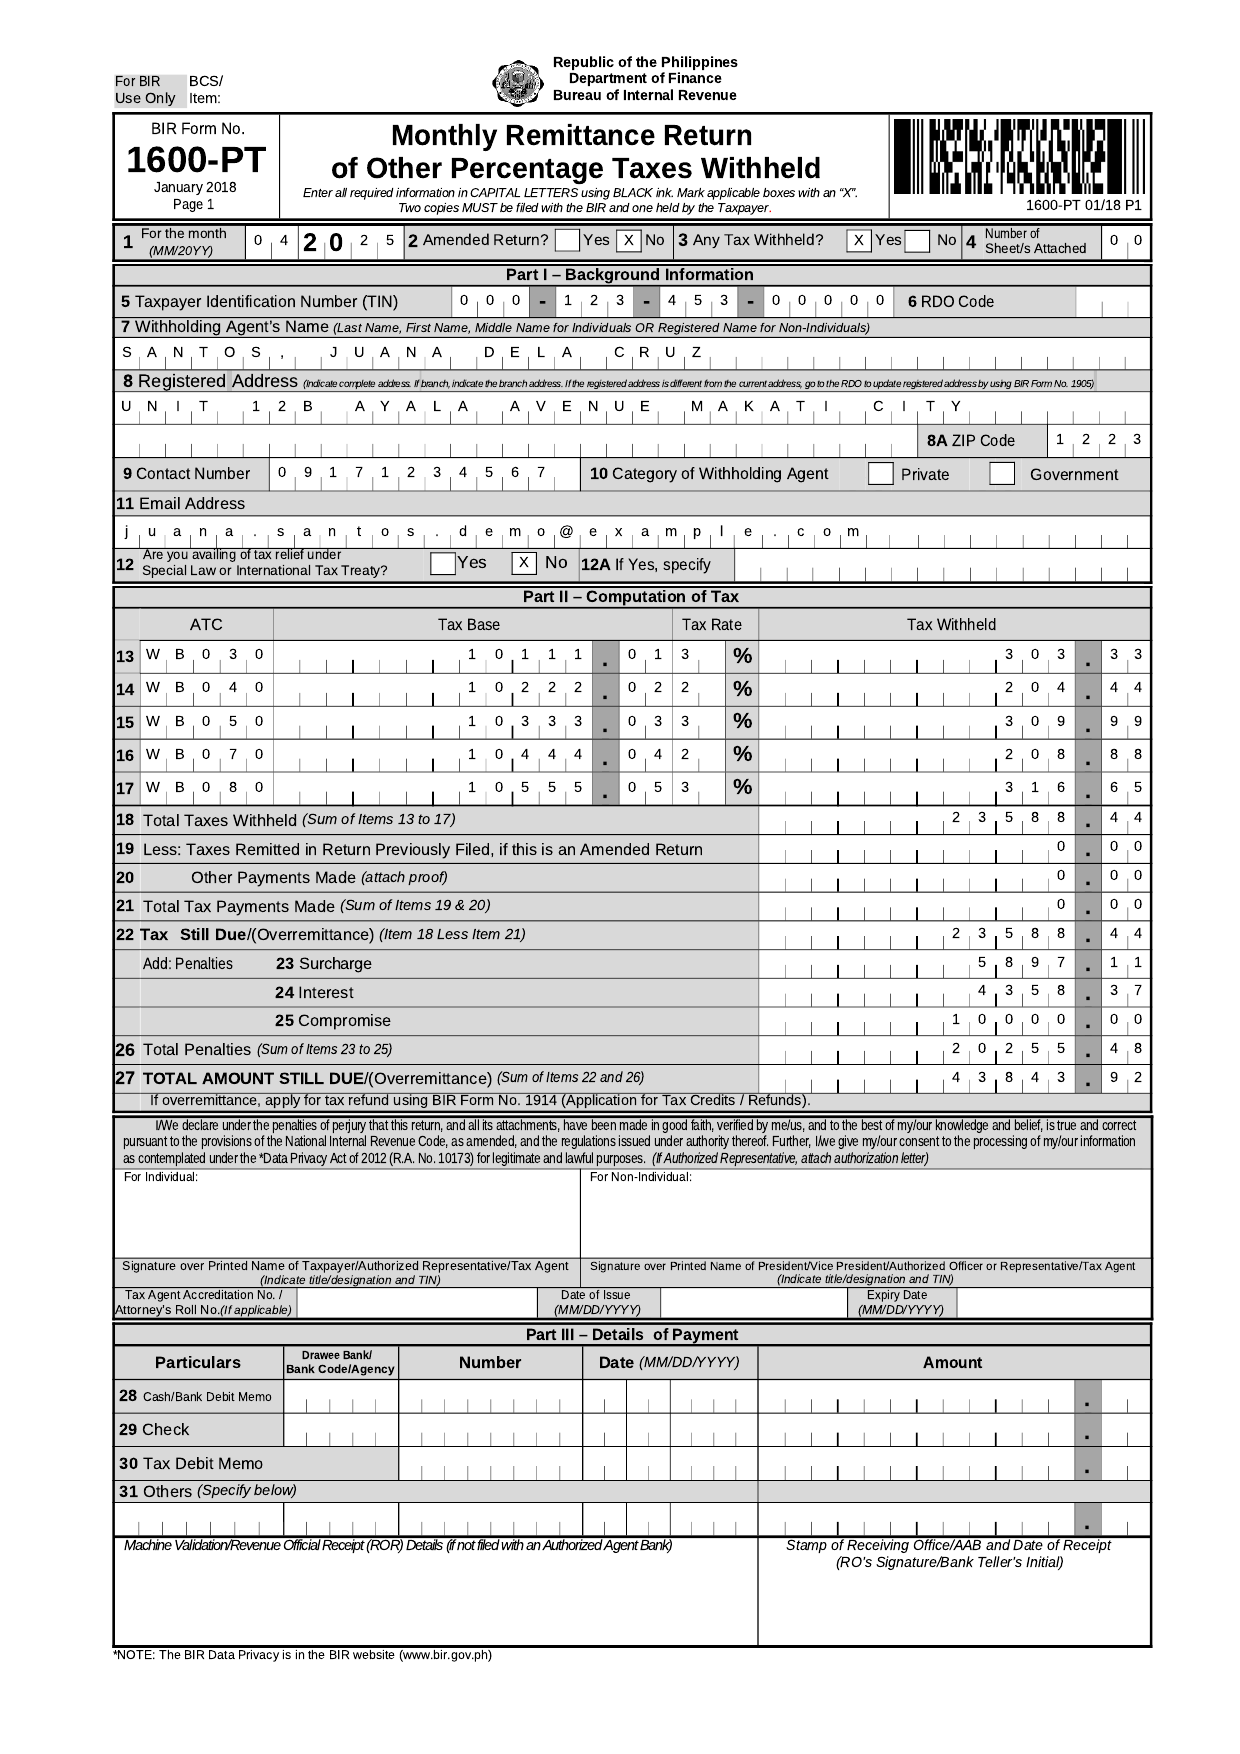 Republic of the Philippines
For BIR BCS/ Department of Finance
Use Only Item: Bureau of Internal Revenue
BIR Form No.
1600-PT
January 2018
Page 1
Monthly Remittance Return
of Other Percentage Taxes Withheld
Enter all required information in CAPITAL LETTERS using BLACK ink. Mark applicable boxes with an “X”.
Two copies MUST be filed with the BIR and one held by the Taxpayer.
1600-PT 01/18 P1
1 For the month (MM/20YY) 0 4 2 0 2 5 2 Amended Return? Yes X No 3 Any Tax Withheld? X Yes No 4 Number of Sheet/s Attached 0 0
Part I – Background Information
5 Taxpayer Identification Number (TIN) 0 0 0 - 1 2 3 - 4 5 3 - 0 0 0 0 0 6 RDO Code
7 Withholding Agent's Name (Last Name, First Name, Middle Name for Individuals OR Registered Name for Non-Individuals)
SANTOS, JUANA DELA CRUZ
8 Registered Address (Indicate complete address. If branch, indicate the branch address. If the registered address is different from the current address, go to the RDO to update registered address by using BIR Form No. 1905)
UNIT 12B AYALA AVENUE MAKATI CITY
8A ZIP Code 1 2 2 3
9 Contact Number 0 9 1 7 1 2 3 4 5 6 7 10 Category of Withholding Agent Private Government
11 Email Address
juana.santos.demo@example.com
12 Are you availing of tax relief under Special Law or International Tax Treaty? Yes X No 12A If Yes, specify
Part II – Computation of Tax
ATC Tax Base Tax Rate Tax Withheld
13 W B 0 3 0 1 0 1 1 1 . 0 1 3 % 3 0 3 . 3 3
14 W B 0 4 0 1 0 2 2 2 . 0 2 2 % 2 0 4 . 4 4
15 W B 0 5 0 1 0 3 3 3 . 0 3 3 % 3 0 9 . 9 9
16 W B 0 7 0 1 0 4 4 4 . 0 4 2 % 2 0 8 . 8 8
17 W B 0 8 0 1 0 5 5 5 . 0 5 3 % 3 1 6 . 6 5
18 Total Taxes Withheld (Sum of Items 13 to 17) 2 3 5 8 8 . 4 4
19 Less: Taxes Remitted in Return Previously Filed, if this is an Amended Return 0 . 0 0
20 Other Payments Made (attach proof) 0 . 0 0
21 Total Tax Payments Made (Sum of Items 19 & 20) 0 . 0 0
22 Tax Still Due/(Overremittance) (Item 18 Less Item 21) 2 3 5 8 8 . 4 4
Add: Penalties 23 Surcharge 5 8 9 7 . 1 1
24 Interest 4 3 5 8 . 3 7
25 Compromise 1 0 0 0 0 . 0 0
26 Total Penalties (Sum of Items 23 to 25) 2 0 2 5 5 . 4 8
27 TOTAL AMOUNT STILL DUE/(Overremittance) (Sum of Items 22 and 26) 4 3 8 4 3 . 9 2
If overremittance, apply for tax refund using BIR Form No. 1914 (Application for Tax Credits / Refunds).
I/We declare under the penalties of perjury that this return, and all its attachments, have been made in good faith, verified by me/us, and to the best of my/our knowledge and belief, is true and correct
pursuant to the provisions of the National Internal Revenue Code, as amended, and the regulations issued under authority thereof. Further, I/we give my/our consent to the processing of my/our information
as contemplated under the *Data Privacy Act of 2012 (R.A. No. 10173) for legitimate and lawful purposes. (If Authorized Representative, attach authorization letter)
For Individual: For Non-Individual:
Signature over Printed Name of Taxpayer/Authorized Representative/Tax Agent
(Indicate title/designation and TIN)
Signature over Printed Name of President/Vice President/Authorized Officer or Representative/Tax Agent
(Indicate title/designation and TIN)
Tax Agent Accreditation No. / Attorney's Roll No.(If applicable) Date of Issue (MM/DD/YYYY) Expiry Date (MM/DD/YYYY)
Part III – Details of Payment
Particulars Drawee Bank/ Bank Code/Agency Number Date (MM/DD/YYYY) Amount
28 Cash/Bank Debit Memo .
29 Check .
30 Tax Debit Memo .
31 Others (Specify below)
.
Machine Validation/Revenue Official Receipt (ROR) Details (if not filed with an Authorized Agent Bank)
Stamp of Receiving Office/AAB and Date of Receipt
(RO's Signature/Bank Teller's Initial)
*NOTE: The BIR Data Privacy is in the BIR website (www.bir.gov.ph)